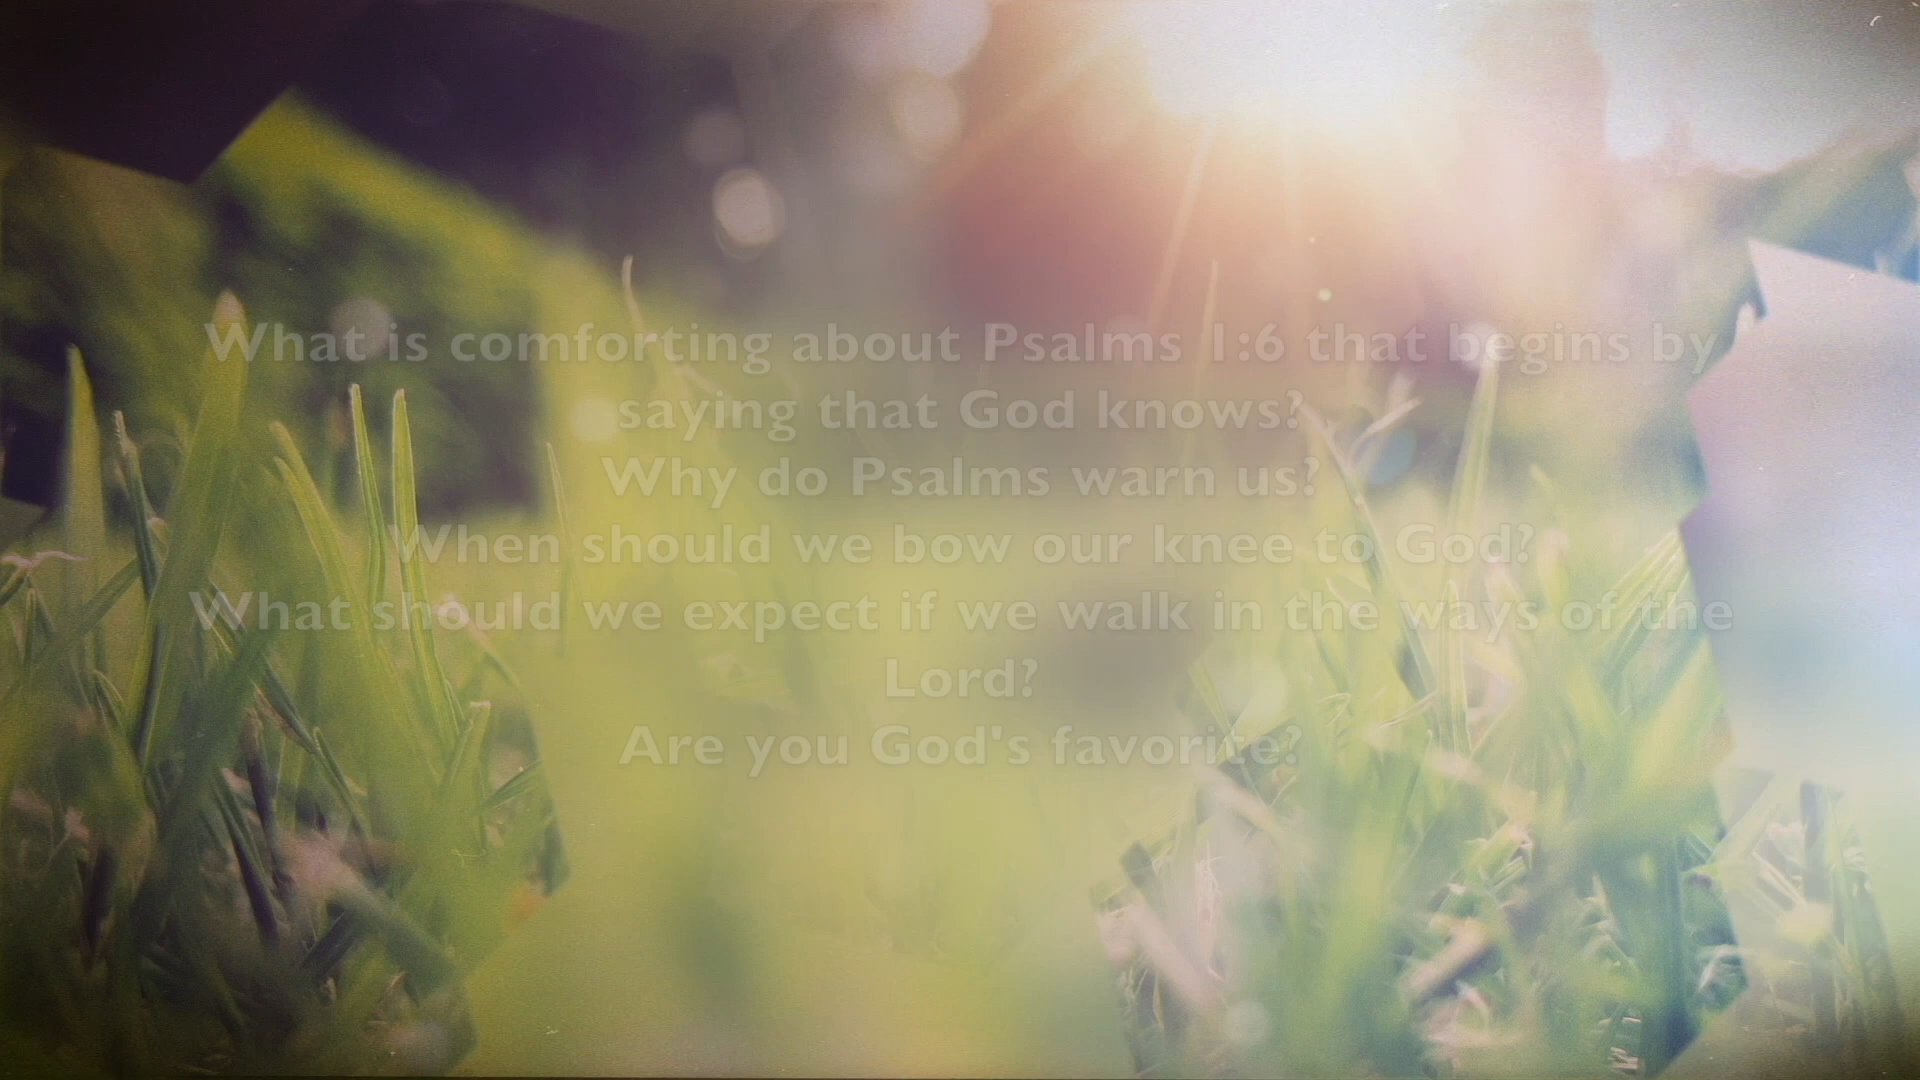 What is comforting about Psalms 1:6 that begins by
saying that God knows?
Why do Psalms warn us?
When should we bow our knee to God?
What should we expect if we walk in the ways of the
Lord?
Are you God's favorite?